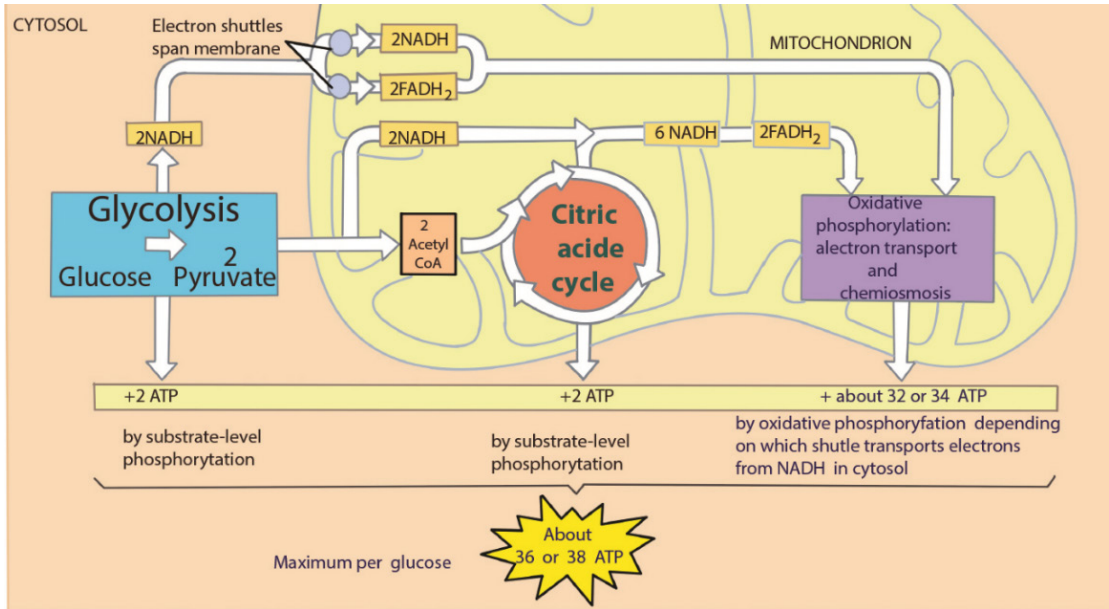 CYTOSOL
Electron shuttles
span membrane
2NADH
2FADH2
MITOCHONDRION
2NADH
2NADH
6 NADH
2FADH2
Glycolysis
Glucose
2
Pyruvate
2
Acetyl
CoA
Citric
acide
cycle
Oxidative
phosphorylation:
alectron transport
and
chemiosmosis
+2 ATP
+2 ATP
+ about 32 or 34 ATP
by substrate-level
phosphorytation
by substrate-level
phosphorytation
by oxidative phosphoryfation depending
on which shutle transports electrons
from NADH in cytosol
Maximum per glucose
About
36 or 38 ATP